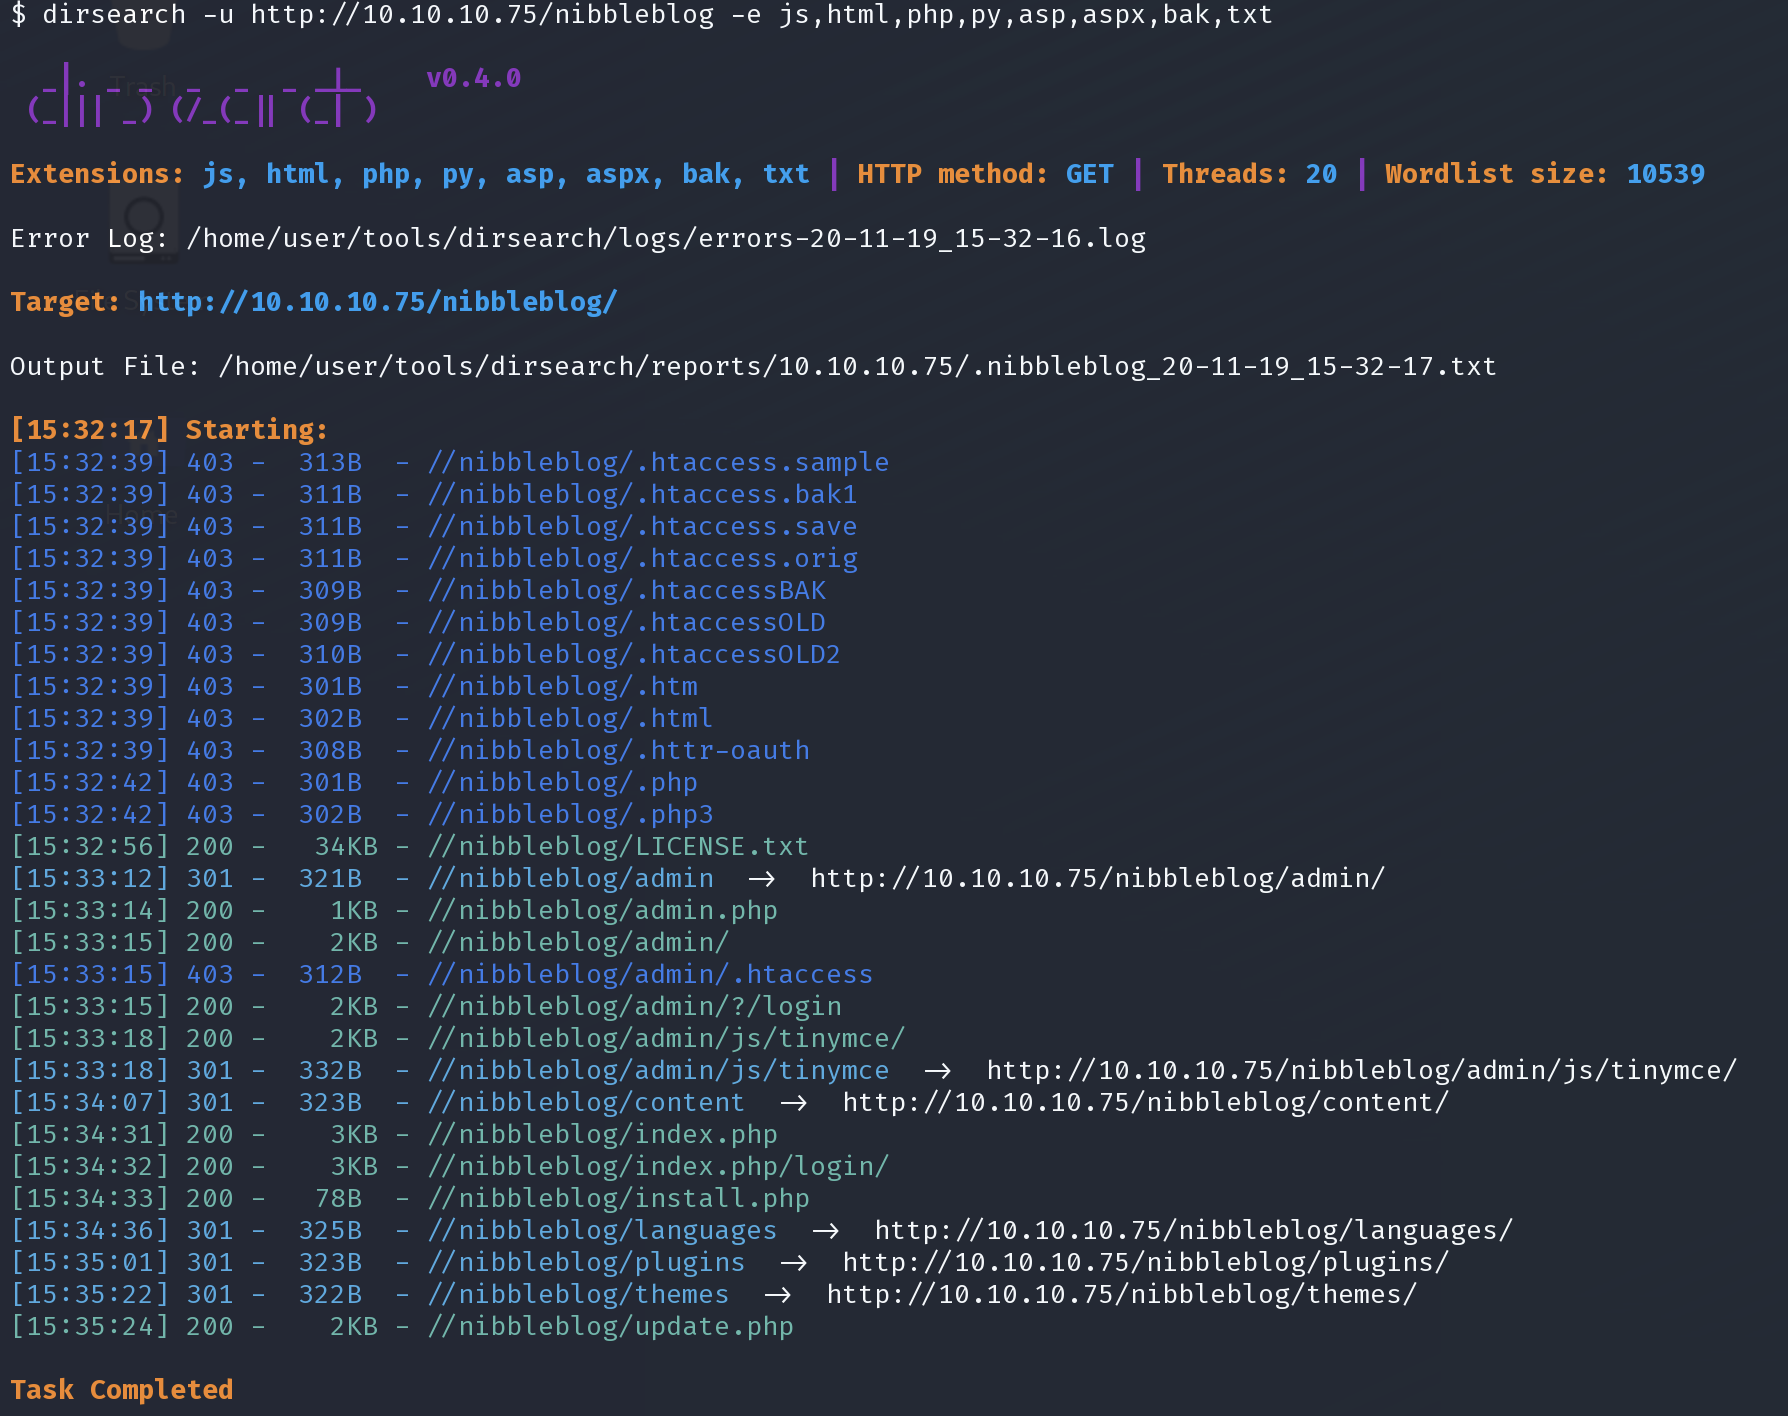 $ dirsearch -u http://10.10.10.75/nibbleblog -e js,html,php,py,asp,aspx,bak,txt
Trash
v0.4.0
Extensions: js, html, php, py, asp, aspx, bak, txt | HTTP method: GET | Threads: 20 | Wordlist size: 10539
Error Log: /home/user/tools/dirsearch/logs/errors-20-11-19_15-32-16.log
Target: http://10.10.10.75/nibbleblog/
Output File: /home/user/tools/dirsearch/reports/10.10.10.75/.nibbleblog_20-11-19_15-32-17.txt
[15:32:17] Starting:
[15:32:39] 403 -  313B  - //nibbleblog/.htaccess.sample
[15:32:39] 403 -  311B  - //nibbleblog/.htaccess.bak1
Home
[15:32:39] 403 -  311B  - //nibbleblog/.htaccess.save
[15:32:39] 403 -  311B  - //nibbleblog/.htaccess.orig
[15:32:39] 403 -  309B  - //nibbleblog/.htaccessBAK
[15:32:39] 403 -  309B  - //nibbleblog/.htaccessOLD
[15:32:39] 403 -  310B  - //nibbleblog/.htaccessOLD2
[15:32:39] 403 -  301B  - //nibbleblog/.htm
[15:32:39] 403 -  302B  - //nibbleblog/.html
[15:32:39] 403 -  308B  - //nibbleblog/.httr-oauth
[15:32:42] 403 -  301B  - //nibbleblog/.php
[15:32:42] 403 -  302B  - //nibbleblog/.php3
[15:32:56] 200 -   34KB - //nibbleblog/LICENSE.txt
[15:33:12] 301 -  321B  - //nibbleblog/admin  ->  http://10.10.10.75/nibbleblog/admin/
[15:33:14] 200 -    1KB - //nibbleblog/admin.php
[15:33:15] 200 -    2KB - //nibbleblog/admin/
[15:33:15] 403 -  312B  - //nibbleblog/admin/.htaccess
[15:33:15] 200 -    2KB - //nibbleblog/admin/?/login
[15:33:18] 200 -    2KB - //nibbleblog/admin/js/tinymce/
[15:33:18] 301 -  332B  - //nibbleblog/admin/js/tinymce  ->  http://10.10.10.75/nibbleblog/admin/js/tinymce/
[15:34:07] 301 -  323B  - //nibbleblog/content  ->  http://10.10.10.75/nibbleblog/content/
[15:34:31] 200 -    3KB - //nibbleblog/index.php
[15:34:32] 200 -    3KB - //nibbleblog/index.php/login/
[15:34:33] 200 -   78B  - //nibbleblog/install.php
[15:34:36] 301 -  325B  - //nibbleblog/languages  ->  http://10.10.10.75/nibbleblog/languages/
[15:35:01] 301 -  323B  - //nibbleblog/plugins  ->  http://10.10.10.75/nibbleblog/plugins/
[15:35:22] 301 -  322B  - //nibbleblog/themes  ->  http://10.10.10.75/nibbleblog/themes/
[15:35:24] 200 -    2KB - //nibbleblog/update.php
Task Completed